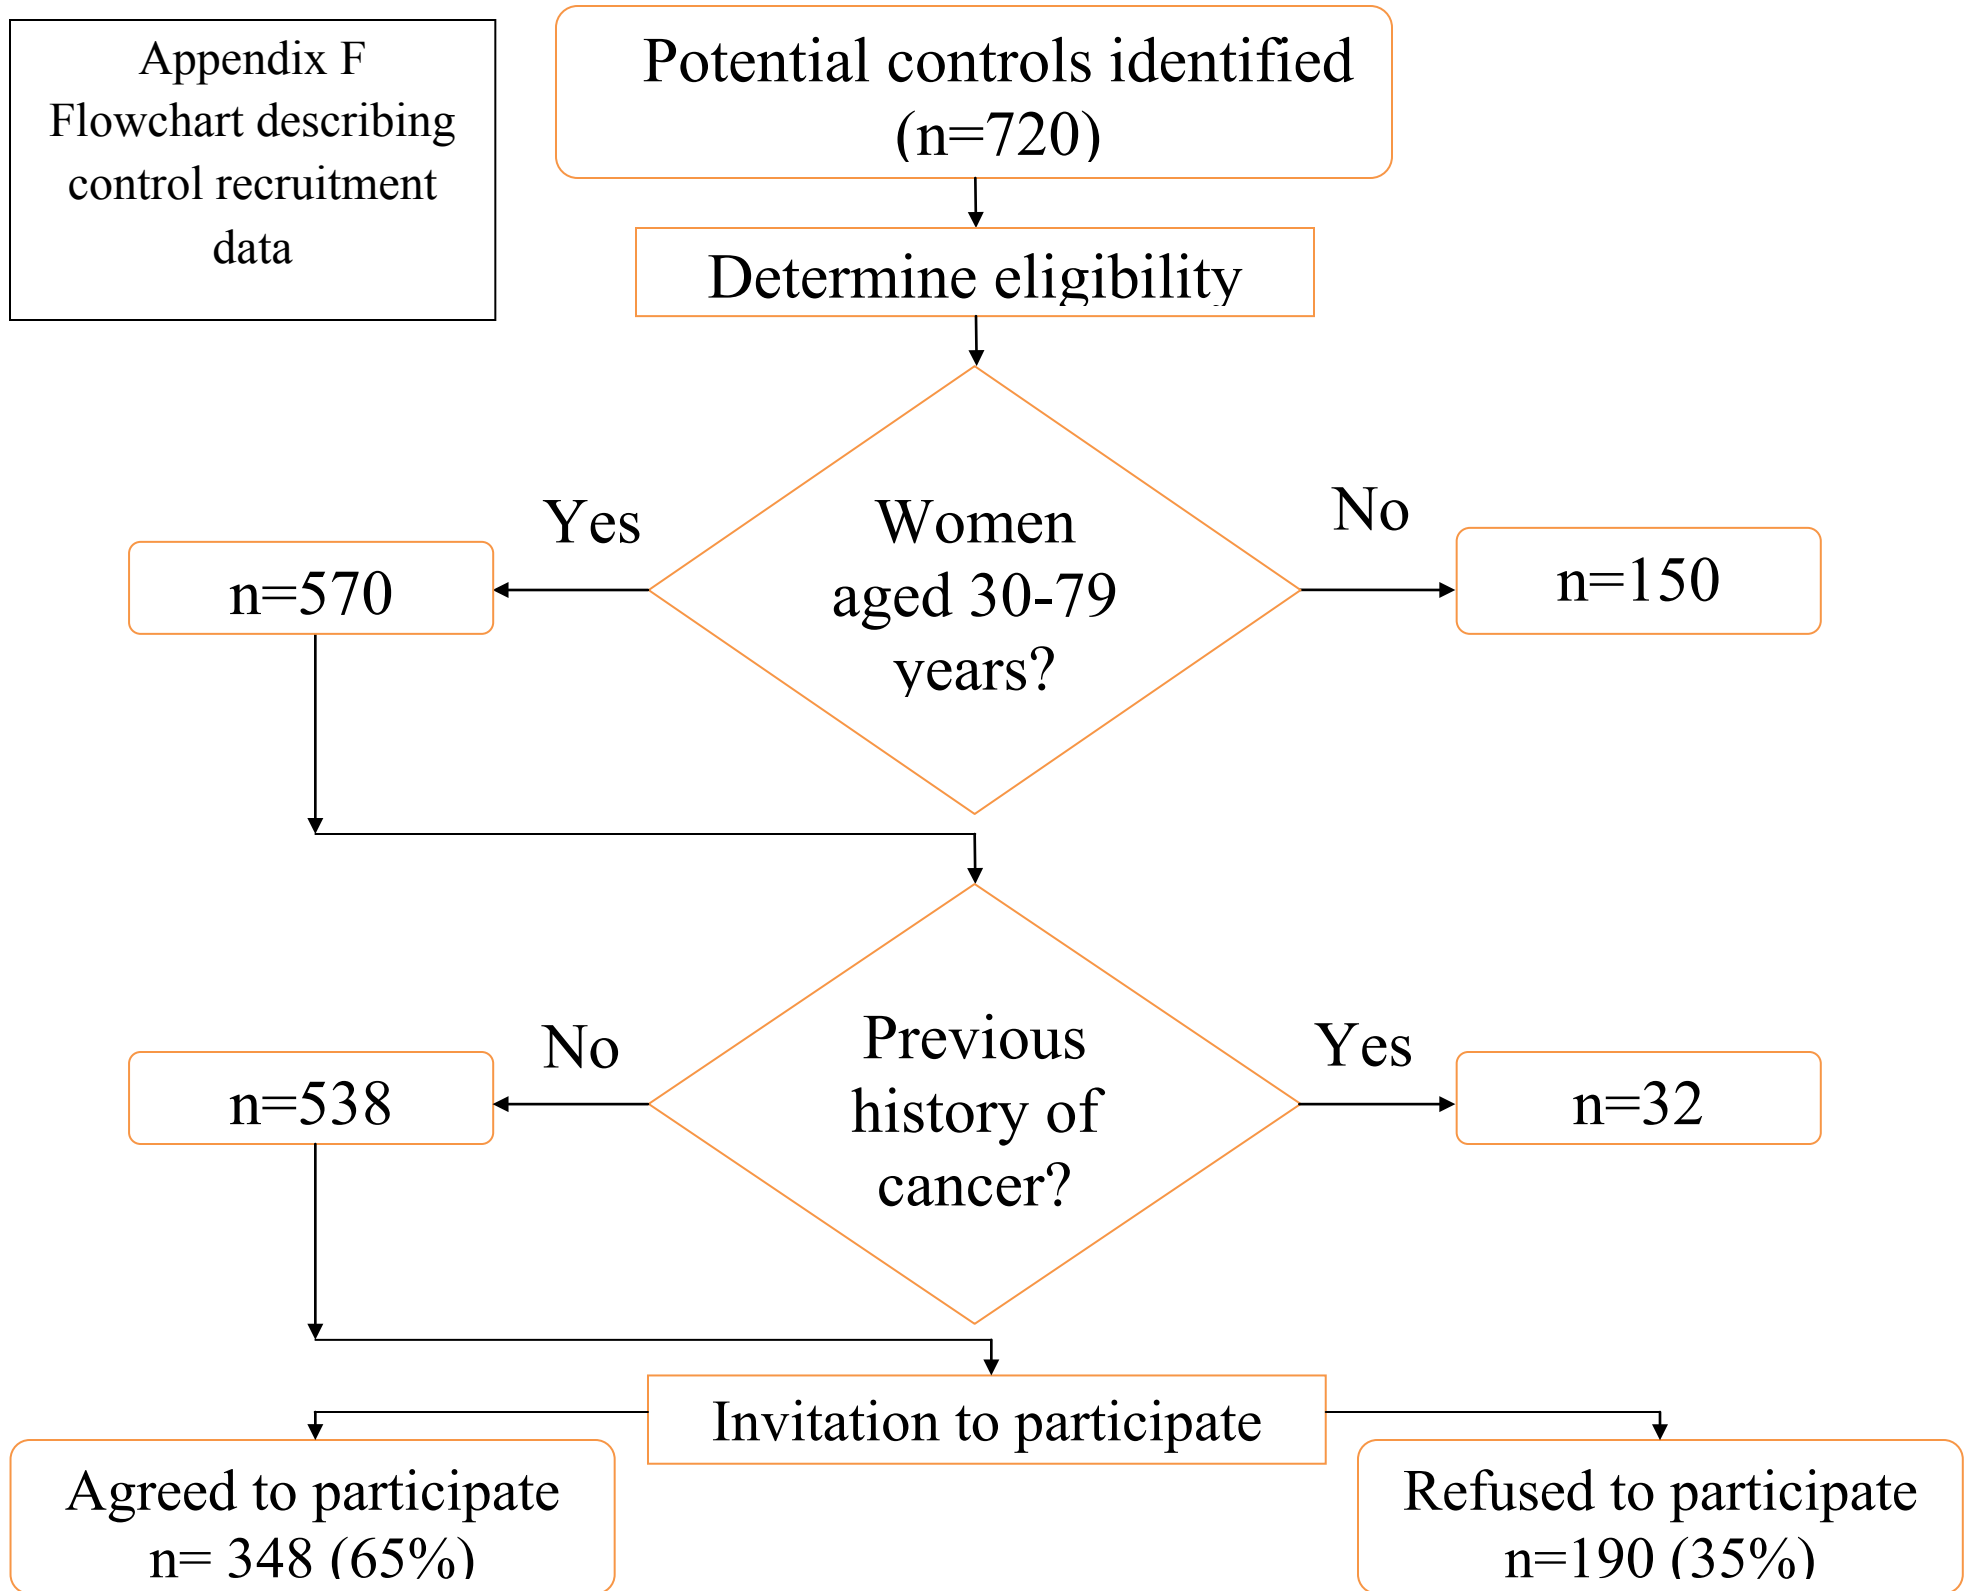 Appendix F
Flowchart describing
control recruitment
data
Potential controls identified
(n=720)
Determine eligibility
Women
aged 30-79
years?
Yes
No
n=570
n=150
Previous
history of
cancer?
No
Yes
n=538
n=32
Invitation to participate
Agreed to participate
n= 348 (65%)
Refused to participate
n=190 (35%)